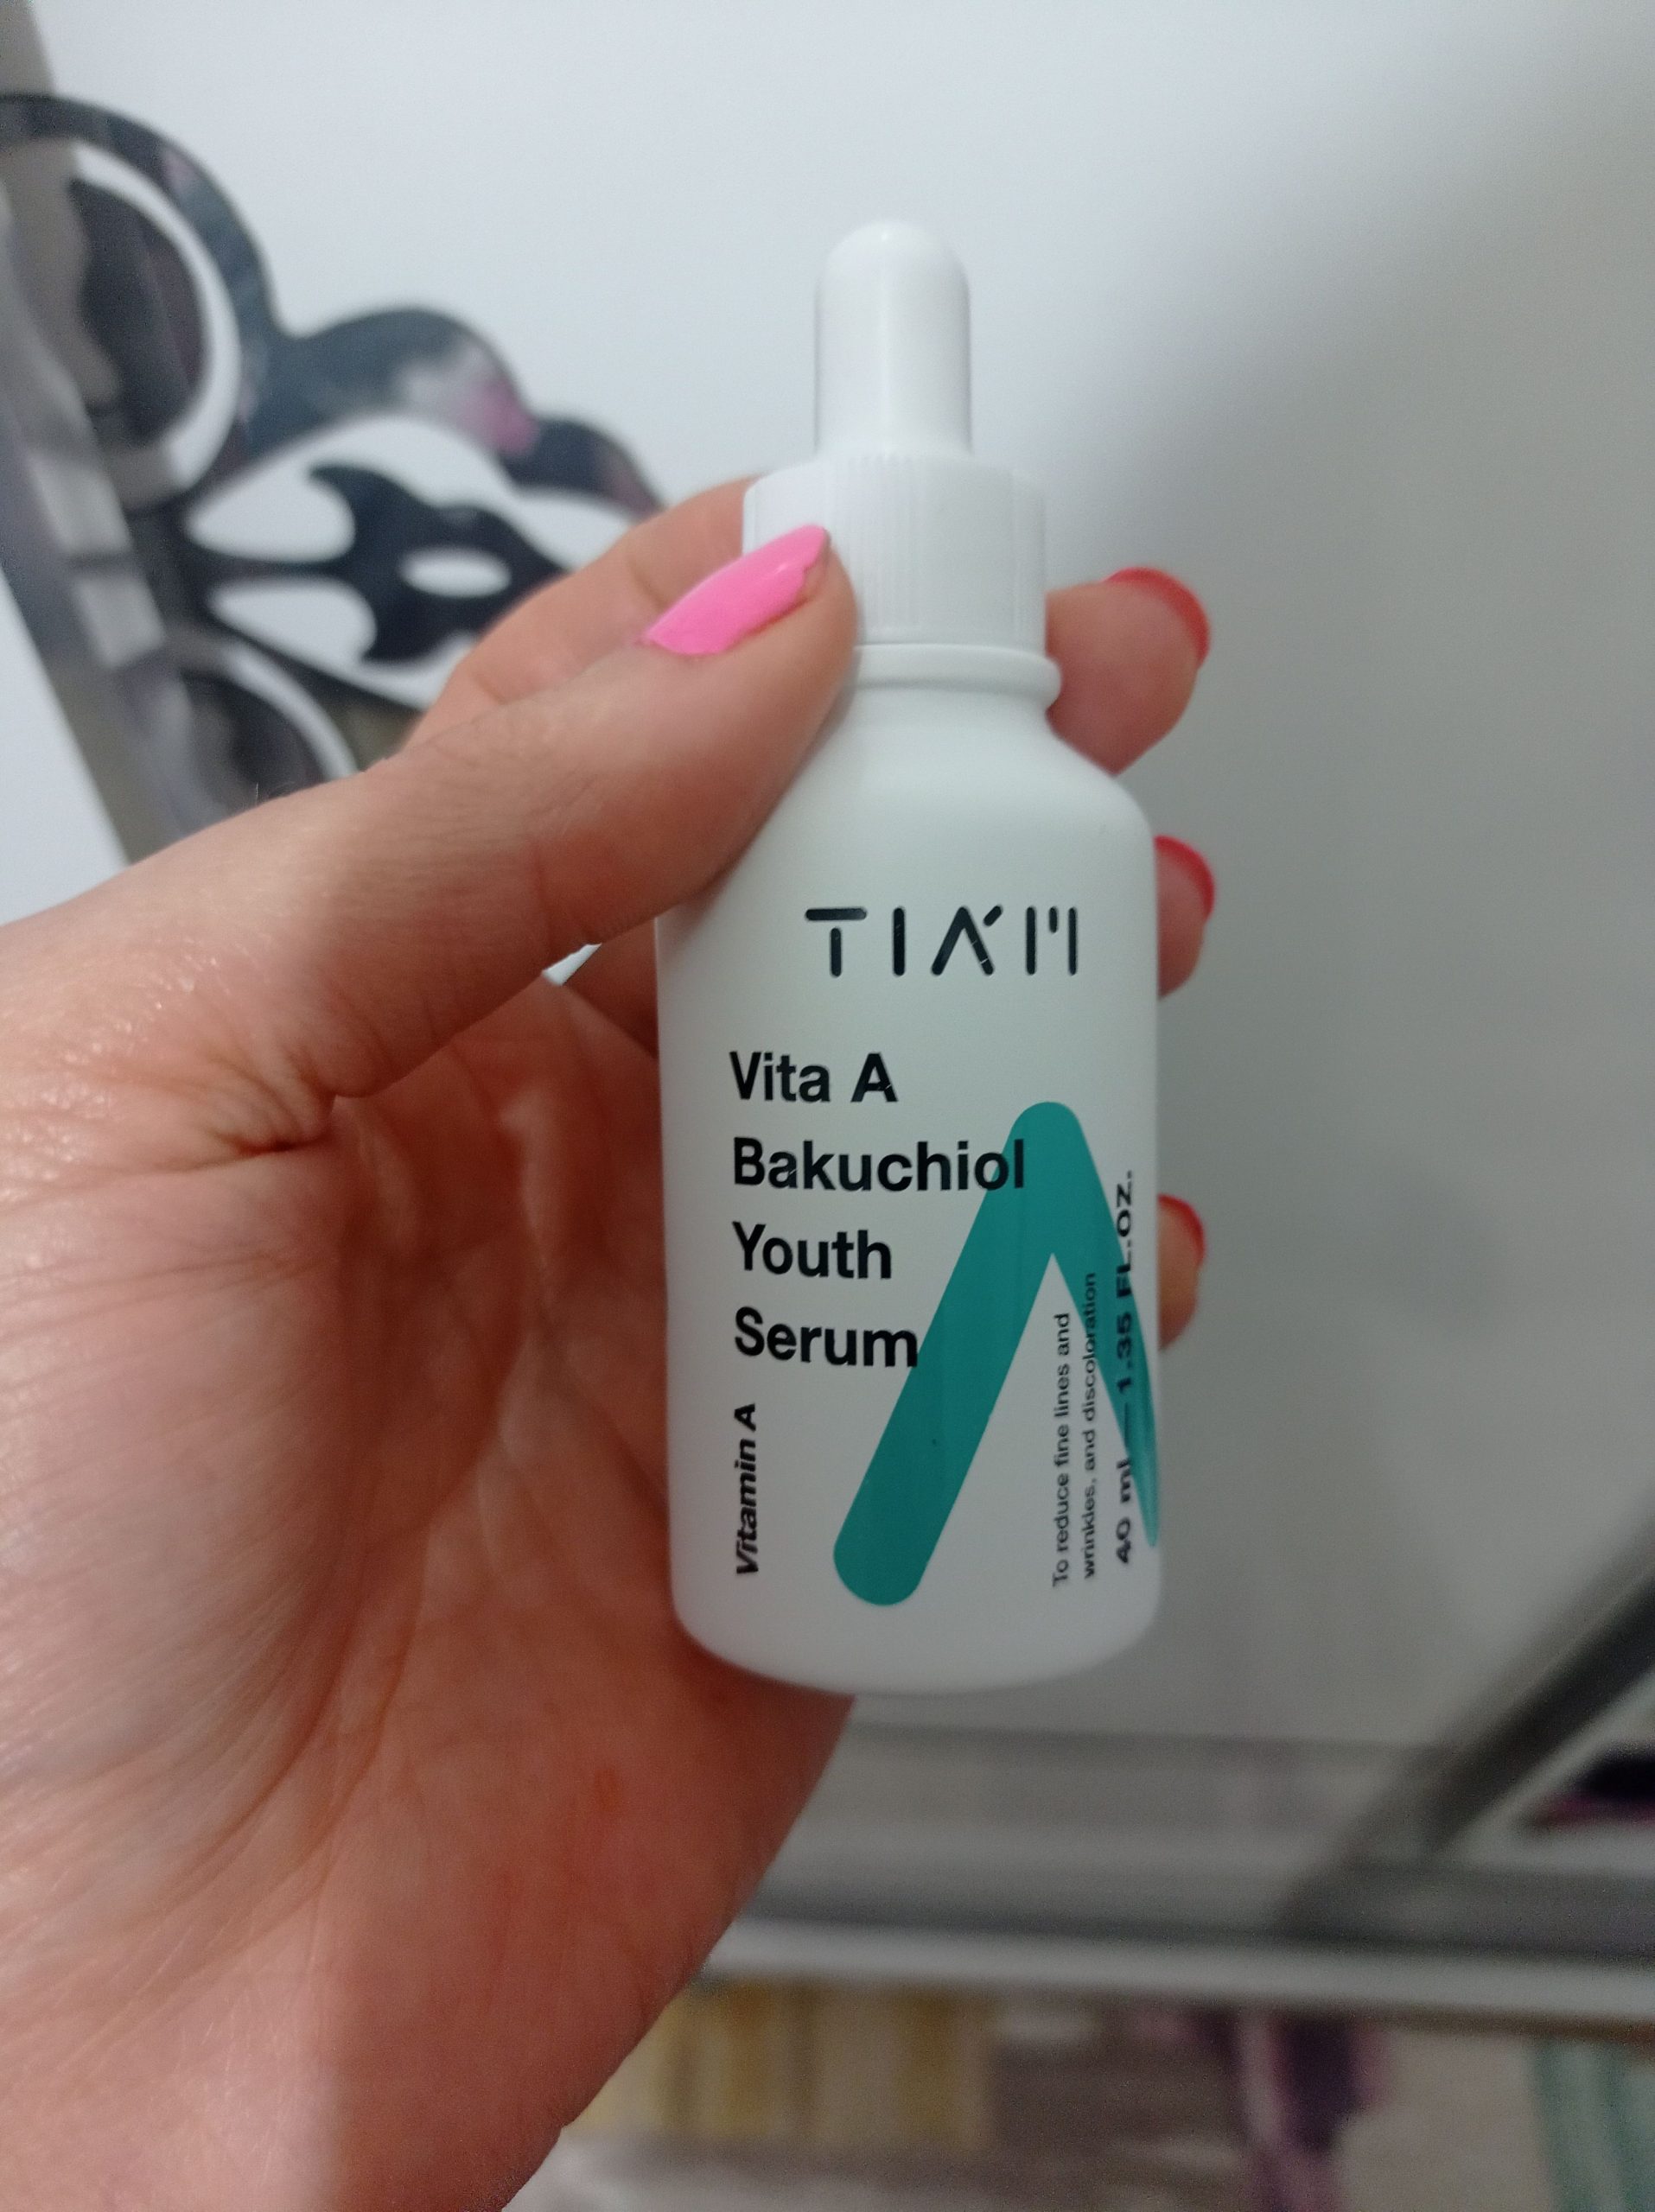 TIA'M
Vita A
Bakuchiol
Youth
Serum
Vitamin A
To reduce fine lines and
wrinkles, and discoloration
40 ml — 1.35 FL.OZ.